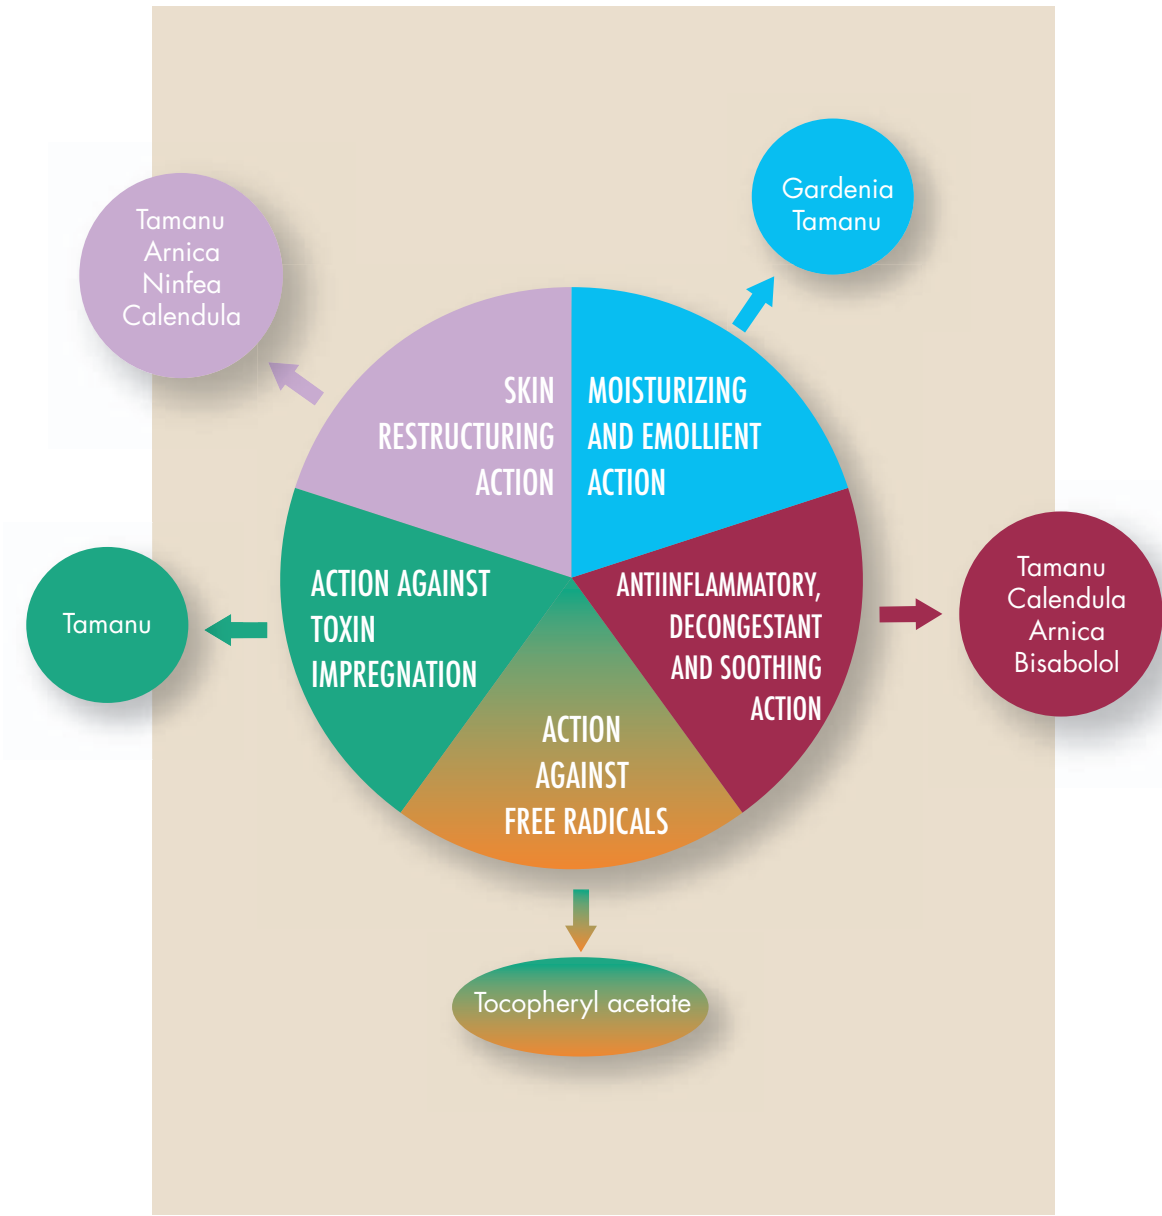 Gardenia
Tamanu
Tamanu
Arnica
Ninfea
Calendula
SKIN
RESTRUCTURING
ACTION
MOISTURIZING
AND EMOLLIENT
ACTION
ACTION AGAINST
TOXIN
IMPREGNATION
ANTIINFLAMMATORY,
DECONGESTANT
AND SOOTHING
ACTION
Tamanu
Tamanu
Calendula
Arnica
Bisabolol
ACTION
AGAINST
FREE RADICALS
Tocopheryl acetate